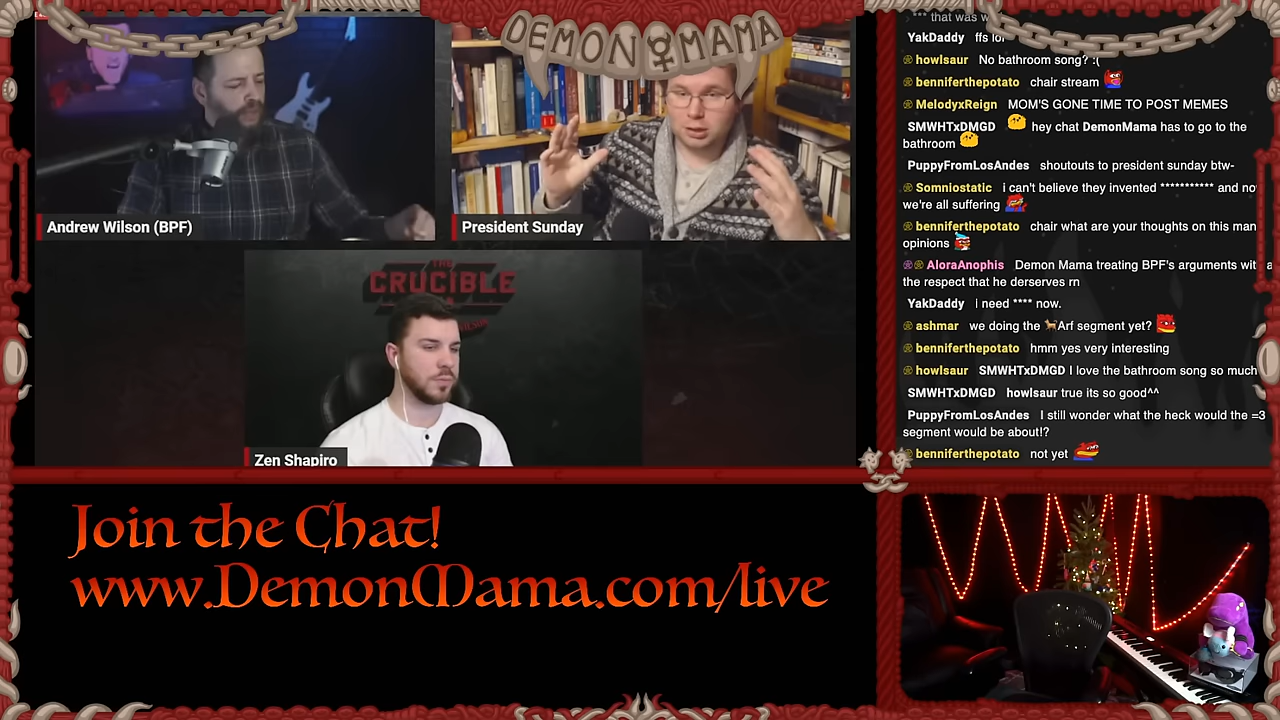 DEMON MAMA
Andrew Wilson (BPF)
President Sunday
THE
CRUCIBLE
Zen Shapiro
*** that was
YakDaddy ffs lol
howlsaur No bathroom song? :(
benniferthepotato chair stream
MelodyxReign MOM'S GONE TIME TO POST MEMES
SMWHTxDMGD hey chat DemonMama has to go to the
bathroom
PuppyFromLosAndes shoutouts to president sunday btw-
Somniostatic i can't believe they invented *********** and
we're all suffering
benniferthepotato chair what are your thoughts on this man
opinions
AloraAnophis Demon Mama treating BPF's arguments
the respect that he deserves rn
YakDaddy I need **** now.
ashmar we doing the Arf segment yet?
benniferthepotato hmm yes very interesting
howlsaur SMWHTxDMGD I love the bathroom song so much
SMWHTxDMGD howlsaur true its so good^^
PuppyFromLosAndes I still wonder what the heck would the =3
segment would be about!?
benniferthepotato not yet
Join the Chat!
www.DemonMama.com/live